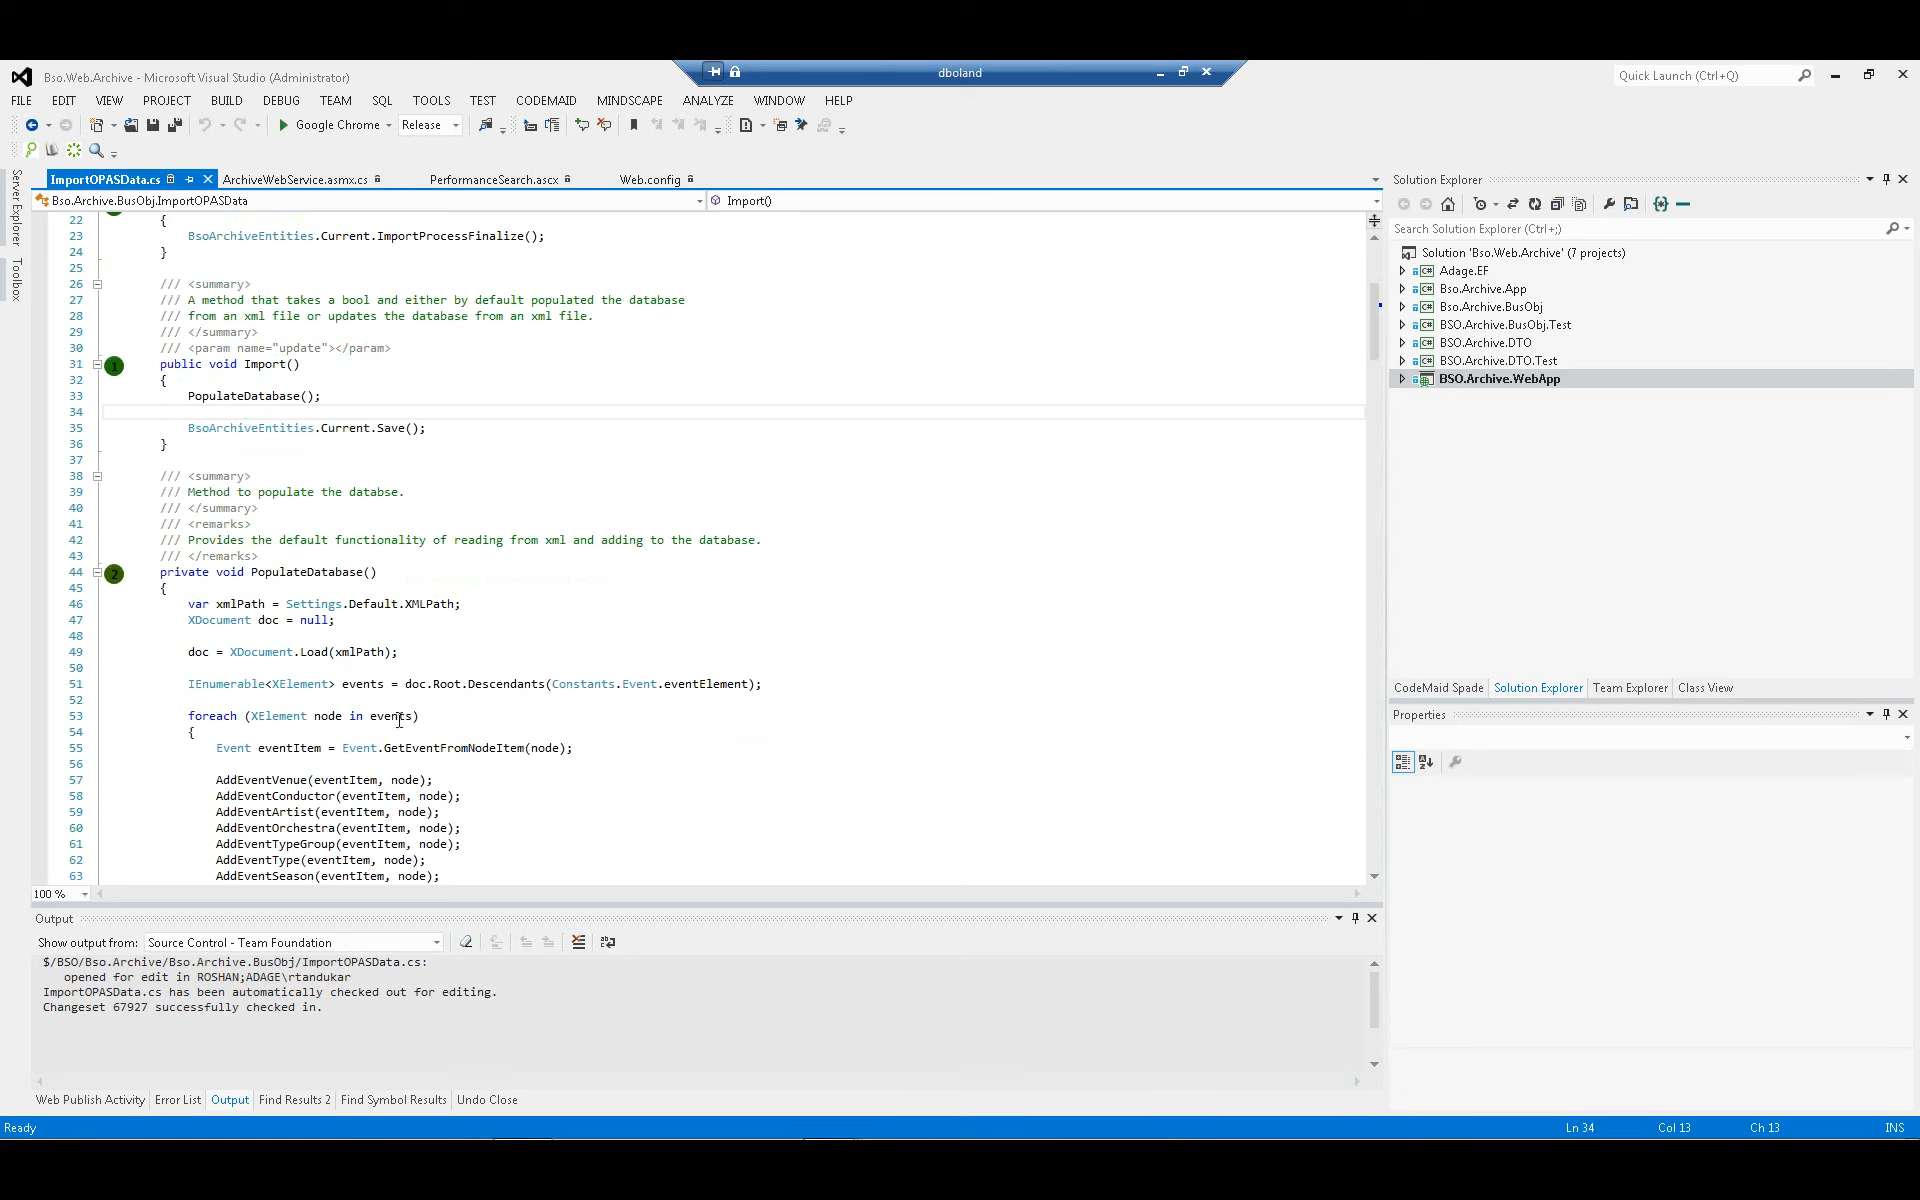 Bso.Web.Archive - Microsoft Visual Studio (Administrator)
dboland
Quick Launch (Ctrl+Q)
FILE EDIT VIEW PROJECT BUILD DEBUG TEAM SQL TOOLS TEST CODEMAID MINDSCAPE ANALYZE WINDOW HELP
Google Chrome Release
Server Explorer
Toolbox
ImportOPASData.cs ArchiveWebService.asmx.cs PerformanceSearch.ascx Web.config
Bso.Archive.BusObj.ImportOPASData Import()
22 {
23 BsoArchiveEntities.Current.ImportProcessFinalize();
24 }
25
26 /// <summary>
27 /// A method that takes a bool and either by default populated the database
28 /// from an xml file or updates the database from an xml file.
29 /// </summary>
30 /// <param name="update"></param>
31 1 public void Import()
32 {
33 PopulateDatabase();
34
35 BsoArchiveEntities.Current.Save();
36 }
37
38 /// <summary>
39 /// Method to populate the databse.
40 /// </summary>
41 /// <remarks>
42 /// Provides the default functionality of reading from xml and adding to the database.
43 /// </remarks>
44 2 private void PopulateDatabase()
45 {
46 var xmlPath = Settings.Default.XMLPath;
47 XDocument doc = null;
48
49 doc = XDocument.Load(xmlPath);
50
51 IEnumerable<XElement> events = doc.Root.Descendants(Constants.Event.eventElement);
52
53 foreach (XElement node in events)
54 {
55 Event eventItem = Event.GetEventFromNodeItem(node);
56
57 AddEventVenue(eventItem, node);
58 AddEventConductor(eventItem, node);
59 AddEventArtist(eventItem, node);
60 AddEventOrchestra(eventItem, node);
61 AddEventTypeGroup(eventItem, node);
62 AddEventType(eventItem, node);
63 AddEventSeason(eventItem, node);
100 %
Output
Show output from: Source Control - Team Foundation
$/BSO/Bso.Archive/Bso.Archive.BusObj/ImportOPASData.cs:
opened for edit in ROSHAN;ADAGE\rtandukar
ImportOPASData.cs has been automatically checked out for editing.
Changeset 67927 successfully checked in.
Web Publish Activity Error List Output Find Results 2 Find Symbol Results Undo Close
Solution Explorer
Search Solution Explorer (Ctrl+;)
Solution 'Bso.Web.Archive' (7 projects)
C# Adage.EF
C# Bso.Archive.App
C# Bso.Archive.BusObj
C# BSO.Archive.BusObj.Test
C# BSO.Archive.DTO
C# BSO.Archive.DTO.Test
BSO.Archive.WebApp
CodeMaid Spade Solution Explorer Team Explorer Class View
Properties
Ready Ln 34 Col 13 Ch 13 INS